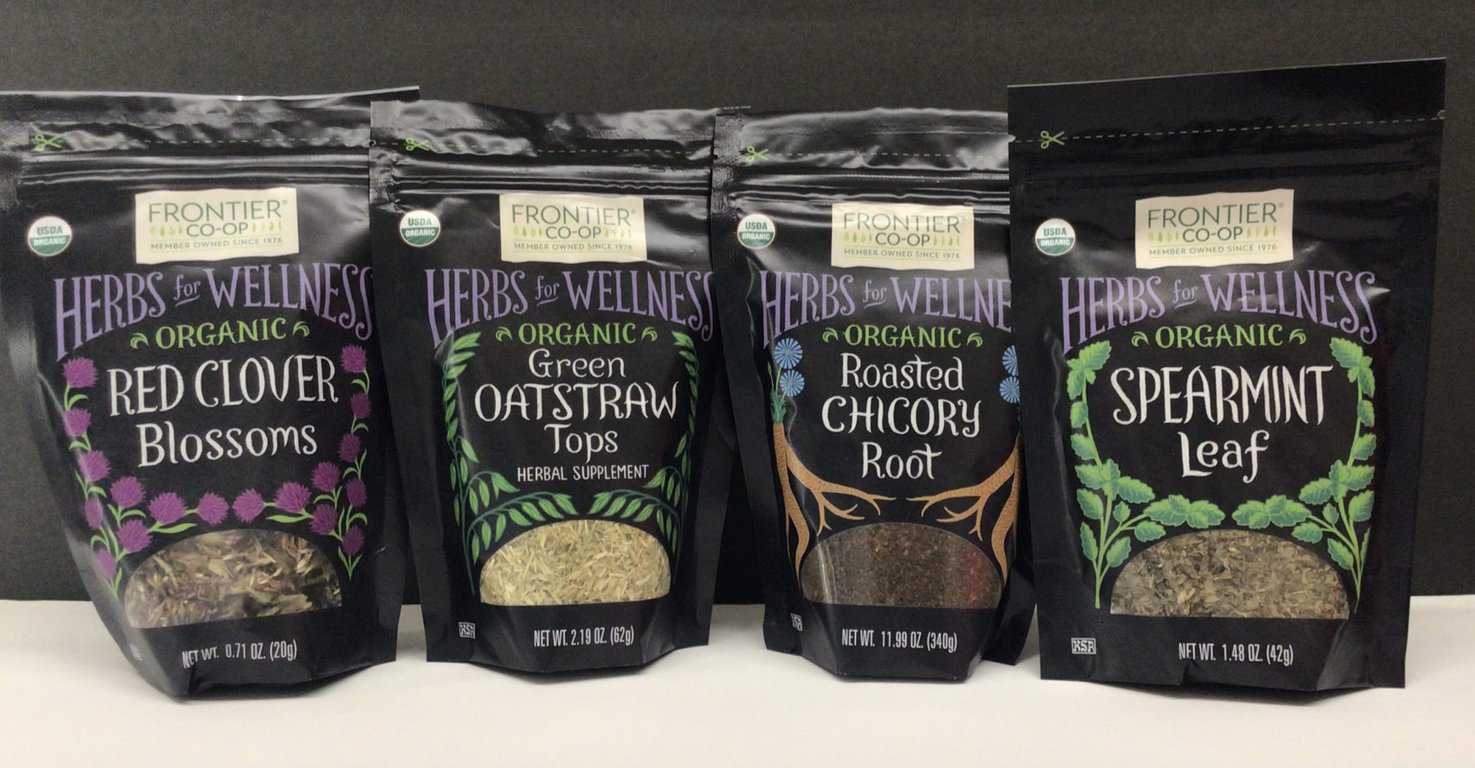 USDA
ORGANIC
FRONTIER®
CO-OP
MEMBER OWNED SINCE 1976
HERBS for WELLNESS
ORGANIC
RED CLOVER
Blossoms
NET WT. 0.71 OZ. (20g)
USDA
ORGANIC
FRONTIER®
CO-OP
MEMBER OWNED SINCE 1976
HERBS for WELLNESS
ORGANIC
Green
OATSTRAW
Tops
HERBAL SUPPLEMENT
KSA
NET WT. 2.19 OZ. (62g)
USDA
ORGANIC
FRONTIER®
CO-OP
MEMBER OWNED SINCE 1976
HERBS for WELLNE
ORGANIC
Roasted
CHICORY
Root
NET WT. 11.99 OZ. (340g)
USDA
ORGANIC
FRONTIER®
CO-OP
MEMBER OWNED SINCE 1976
HERBS for WELLNESS
ORGANIC
SPEARMINT
Leaf
KSA
NET WT. 1.48 OZ. (42g)